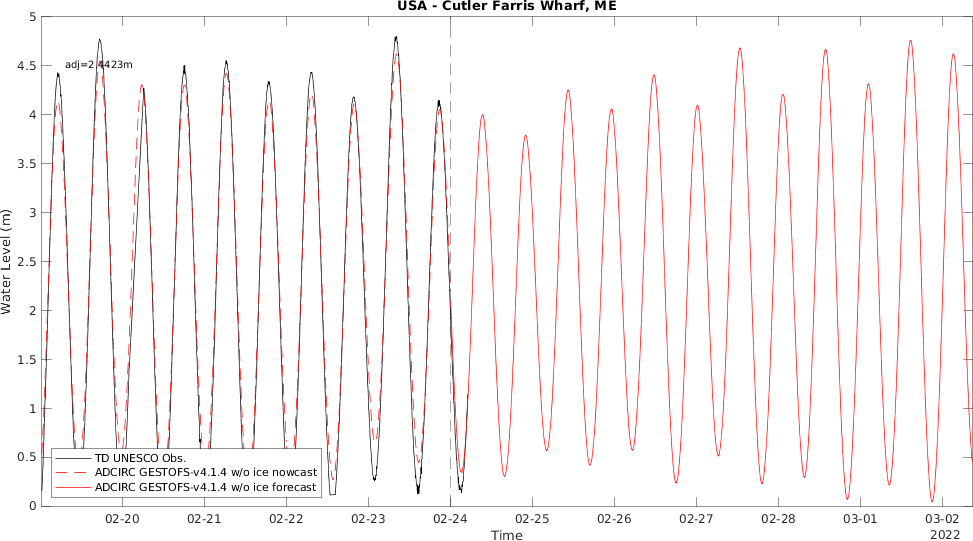 USA - Cutler Farris Wharf, ME
5
4.5
4
3.5
3
2.5
2
1.5
1
0.5
0
Water Level (m)
adj=2.4423m
TD UNESCO Obs.
ADCIRC GESTOFS-v4.1.4 w/o ice nowcast
ADCIRC GESTOFS-v4.1.4 w/o ice forecast
02-20 02-21 02-22 02-23 02-24 02-25 02-26 02-27 02-28 03-01 03-02
Time 2022